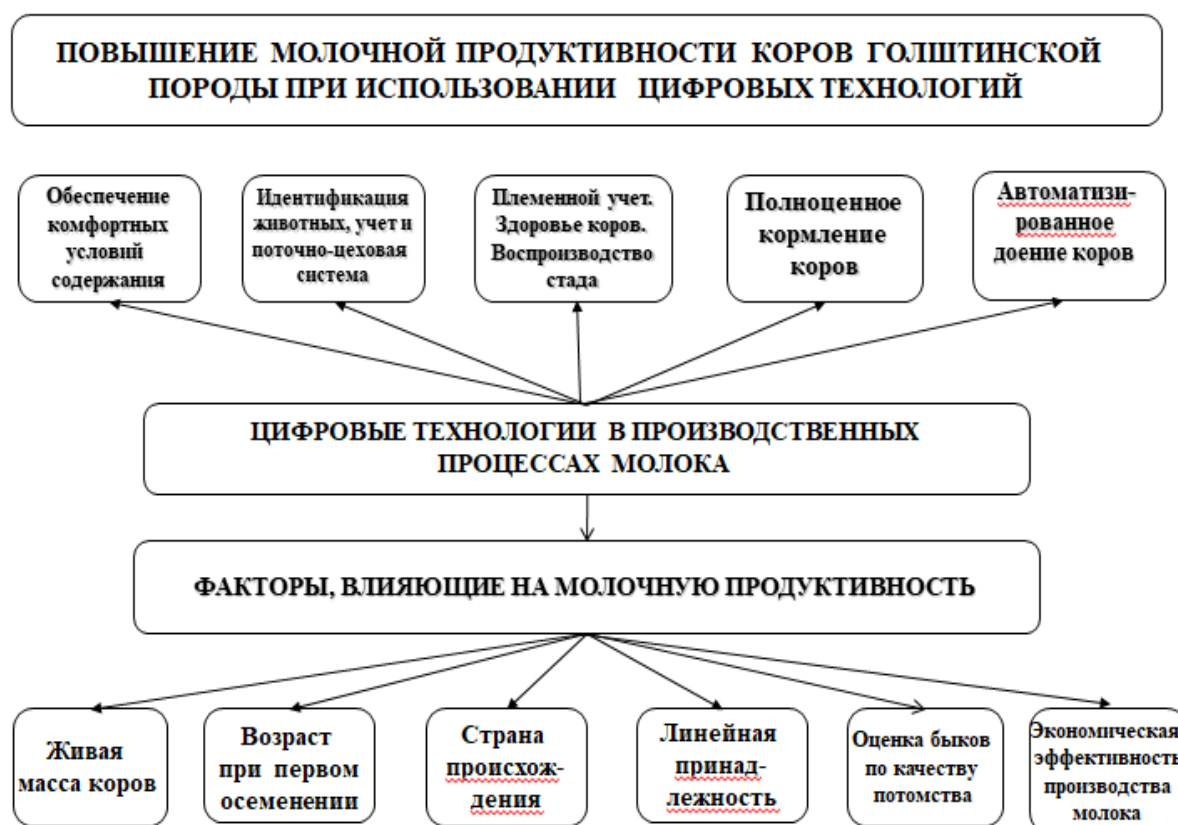 ПОВЫШЕНИЕ МОЛОЧНОЙ ПРОДУКТИВНОСТИ КОРОВ ГОЛШТИНСКОЙ
ПОРОДЫ ПРИ ИСПОЛЬЗОВАНИИ ЦИФРОВЫХ ТЕХНОЛОГИЙ
Обеспечение
комфортных
условий
содержания
Идентификация
животных, учет и
поточно-цеховая
система
Племенной учет.
Здоровье коров.
Воспроизводство
стада
Полноценное
кормление
коров
Автоматизи-
рованное
доение коров
ЦИФРОВЫЕ ТЕХНОЛОГИИ В ПРОИЗВОДСТВЕННЫХ
ПРОЦЕССАХ МОЛОКА
ФАКТОРЫ, ВЛИЯЮЩИЕ НА МОЛОЧНУЮ ПРОДУКТИВНОСТЬ
Живая
масса коров
Возраст
при первом
осеменении
Страна
происхож-
дения
Линейная
принад-
лежность
Оценка быков
по качеству
потомства
Экономическая
эффективность
производства
молока